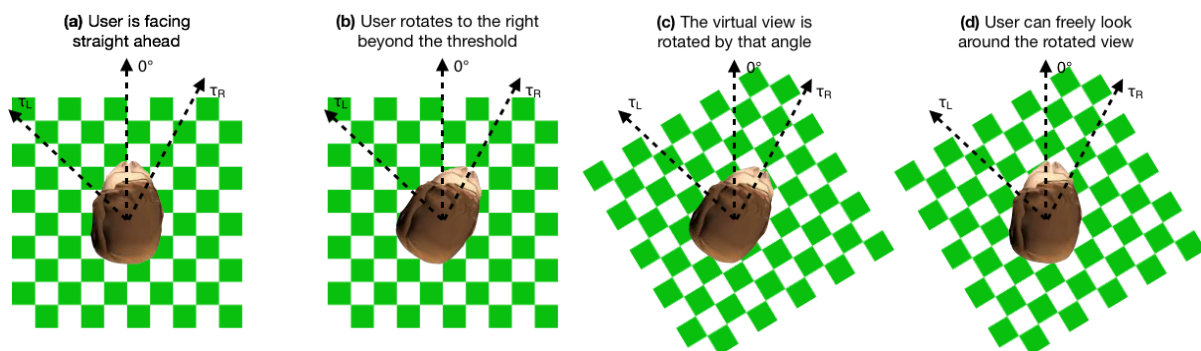 (a) User is facing
straight ahead
0°
τL
τR
(b) User rotates to the right
beyond the threshold
0°
τL
τR
(c) The virtual view is
rotated by that angle
0°
τL
τR
(d) User can freely look
around the rotated view
0°
τL
τR